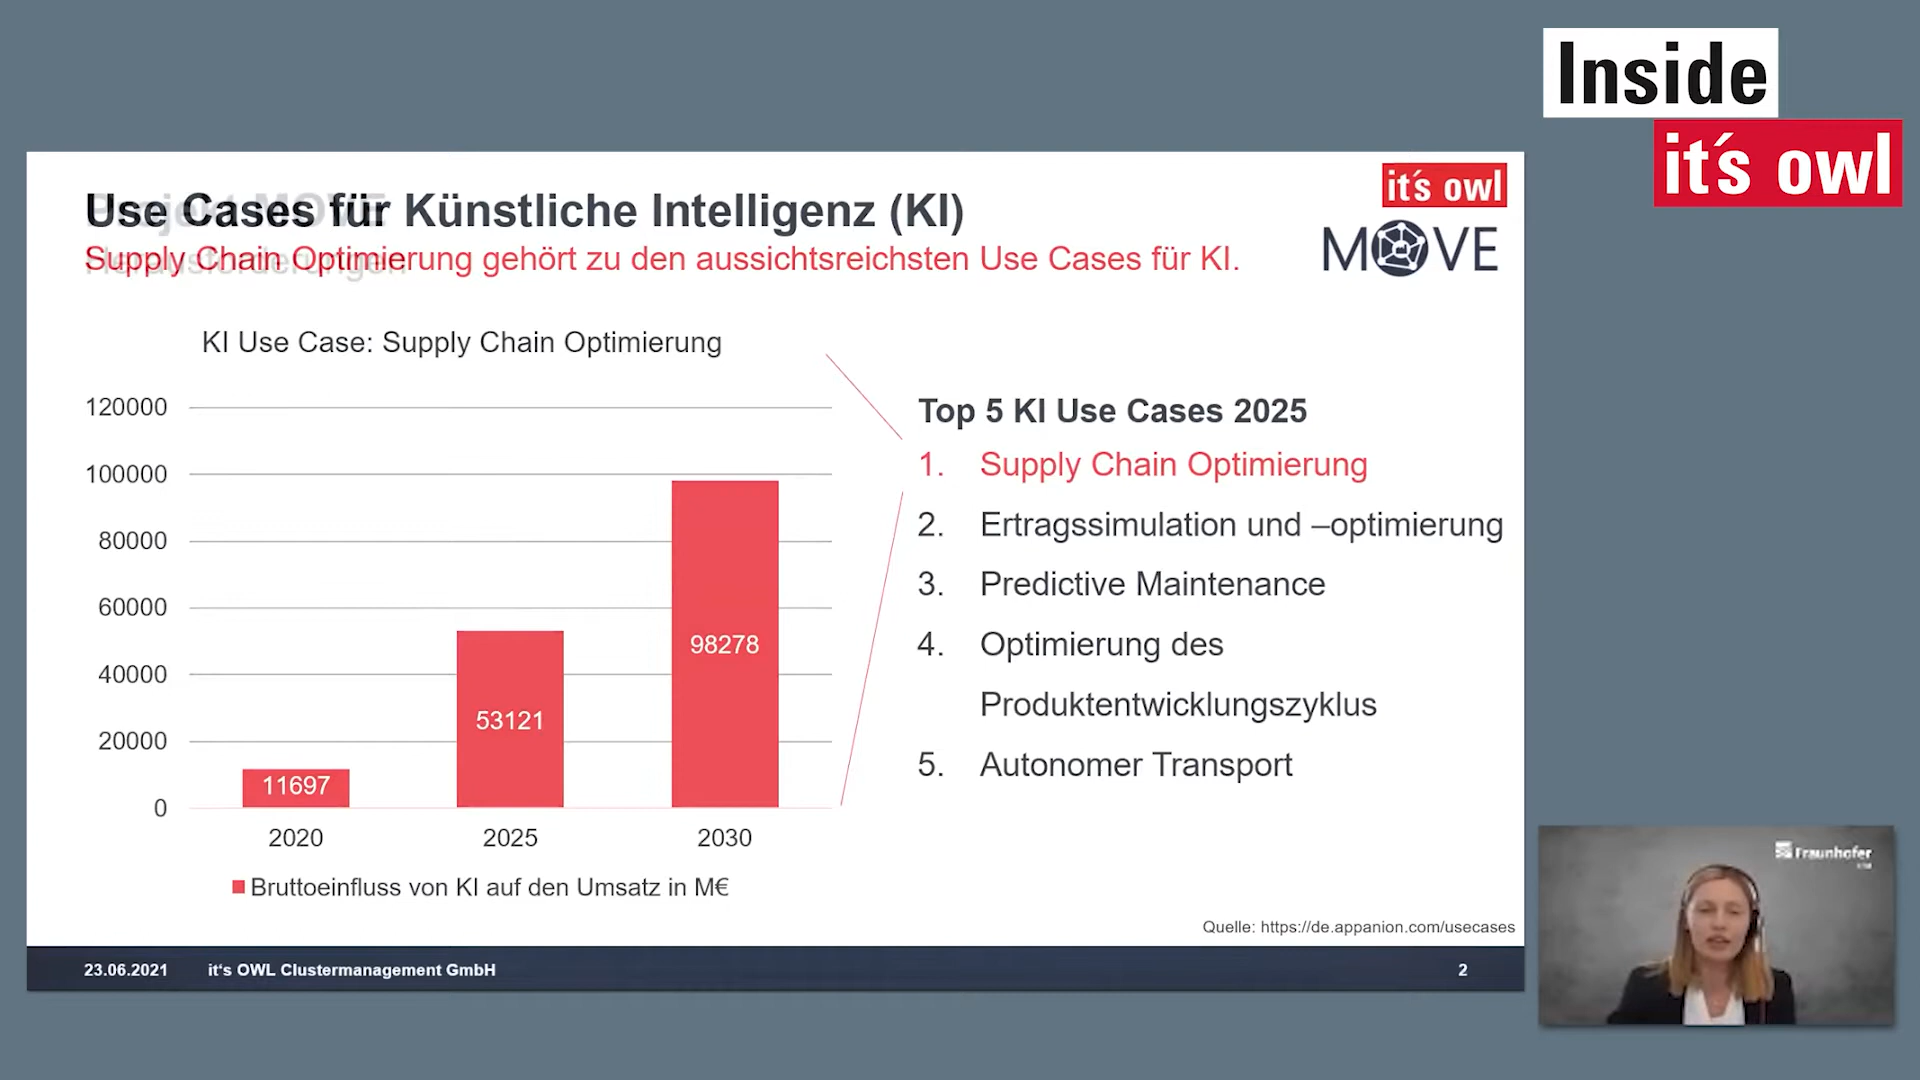 Inside
it's owl
Use Cases für Künstliche Intelligenz (KI)
Supply Chain Optimierung gehört zu den aussichtsreichsten Use Cases für KI.
it's owl
MOVE
KI Use Case: Supply Chain Optimierung
120000
100000
80000
60000
40000
20000
0
11697
53121
98278
2020
2025
2030
Bruttoeinfluss von KI auf den Umsatz in M€
Top 5 KI Use Cases 2025
1. Supply Chain Optimierung
2. Ertragssimulation und –optimierung
3. Predictive Maintenance
4. Optimierung des
Produktentwicklungszyklus
5. Autonomer Transport
Quelle: https://de.appanion.com/usecases
23.06.2021 it's OWL Clustermanagement GmbH 2
Fraunhofer